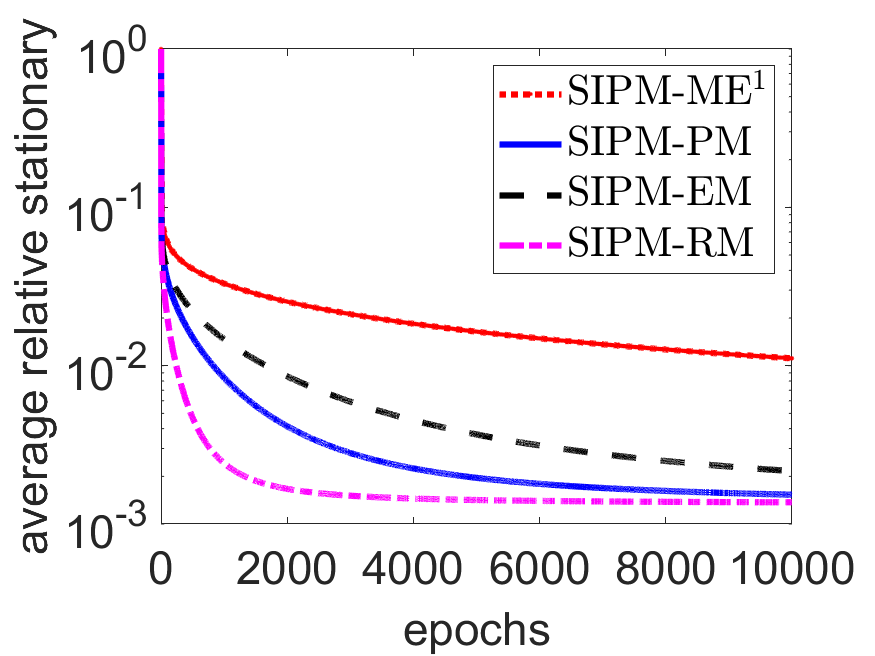 average relative stationary
10^0
10^-1
10^-2
10^-3
SIPM-ME^1
SIPM-PM
SIPM-EM
SIPM-RM
0 2000 4000 6000 8000 10000
epochs